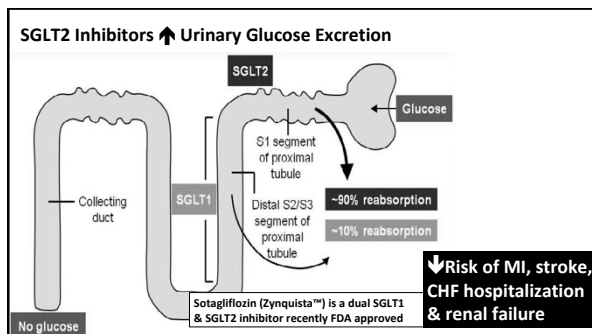 SGLT2 Inhibitors 🡅 Urinary Glucose Excretion
SGLT2
Glucose
S1 segment
of proximal
tubule
SGLT1
Collecting
duct
Distal S2/S3
segment of
proximal
tubule
~90% reabsorption
~10% reabsorption
No glucose
Sotagliflozin (Zynquista™) is a dual SGLT1
& SGLT2 inhibitor recently FDA approved
🡇Risk of MI, stroke,
CHF hospitalization
& renal failure